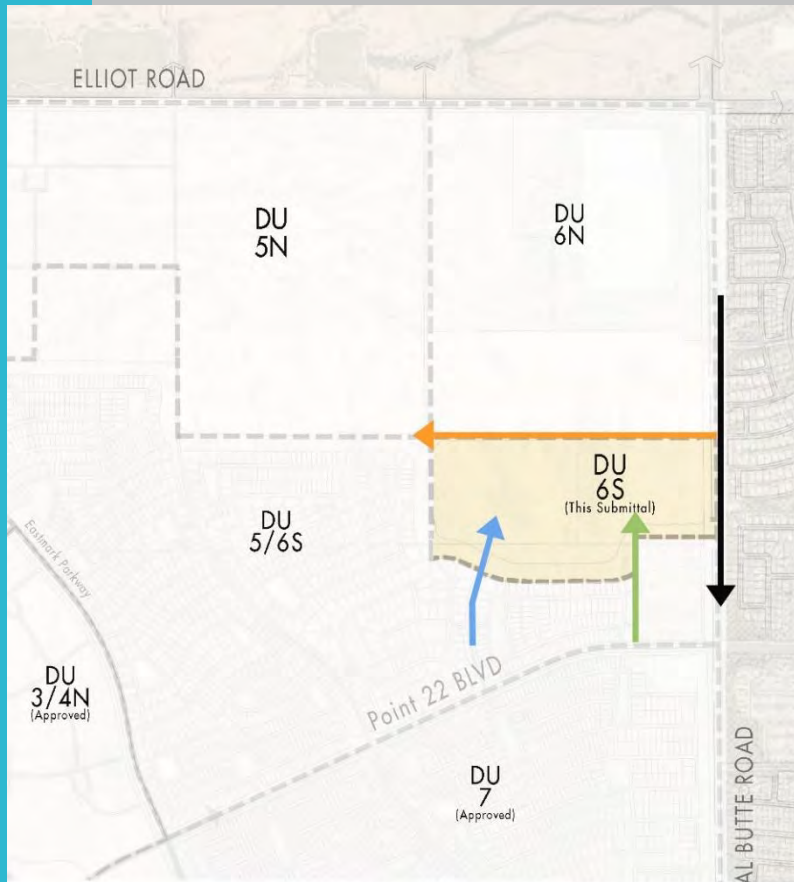 ELLIOT ROAD
DU
5N
DU
6N
DU
6S
(This Submittal)
DU
5/6S
Eastmark Parkway
DU
3/4N
(Approved)
Point 22 BLVD
DU
7
(Approved)
AL BUTTE ROAD